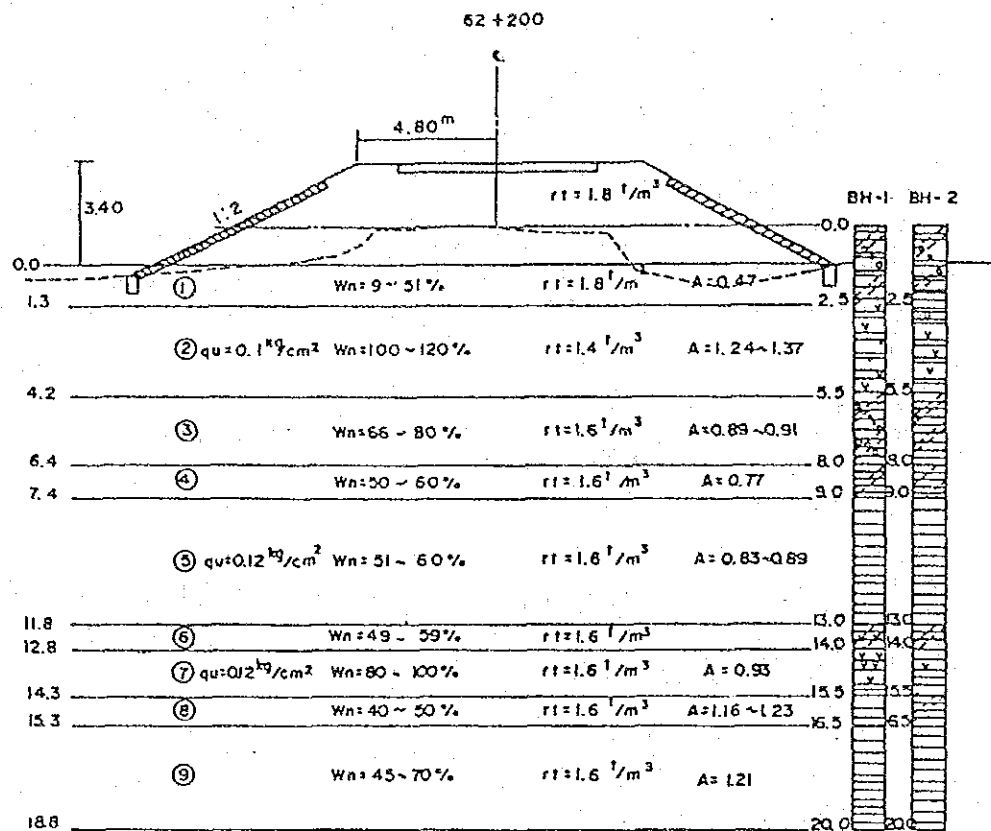 62+200
℄
4.80 m
3.40
1:2
rt=1.8 t/m3
BH-1 BH-2
0.0
0.0
① Wn=9~51% rt=1.8 t/m A=0.47
1.3 2.5 2.5
② qu=0.1 kg/cm2 Wn=100~120% rt=1.4 t/m3 A=1.24~1.37
4.2 5.5 5.5
③ Wn=66~80% rt=1.6 t/m3 A=0.89~0.91
6.4 8.0 8.0
④ Wn=50~60% rt=1.6 t/m3 A=0.77
7.4 9.0 9.0
⑤ qu=0.12 kg/cm2 Wn=51~60% rt=1.6 t/m3 A=0.83~0.89
11.8 13.0 13.0
⑥ Wn=49~59% rt=1.6 t/m3
12.8 14.0 14.0
⑦ qu=0.12 kg/cm2 Wn=80~100% rt=1.6 t/m3 A=0.93
14.3 15.5 15.5
⑧ Wn=40~50% rt=1.6 t/m3 A=1.16~1.23
15.3 16.5 16.5
⑨ Wn=45~70% rt=1.6 t/m3 A=1.21
18.8 20.0 20.0